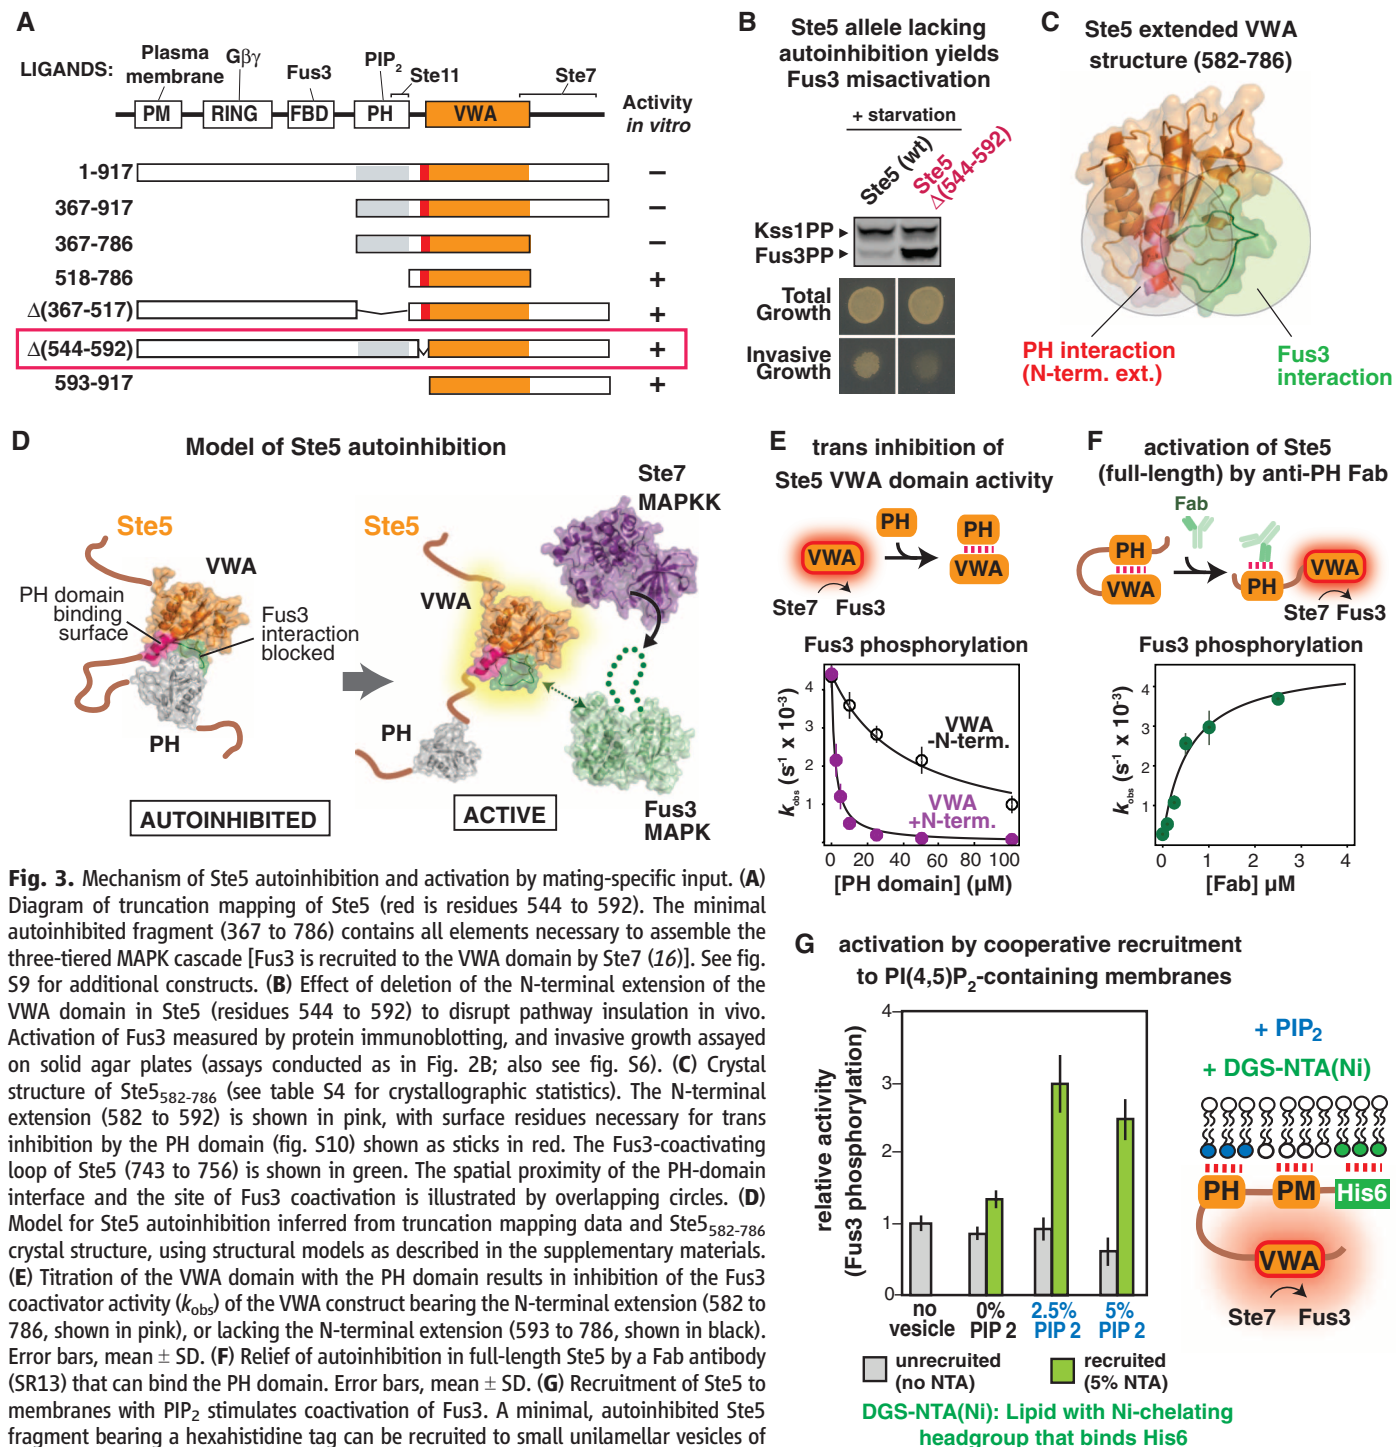 A
LIGANDS:
Plasma membrane
Gβγ
Fus3
PIP2
Ste11
Ste7
PM
RING
FBD
PH
VWA
Activity
in vitro
1-917 −
367-917 −
367-786 −
518-786 +
Δ(367-517) +
Δ(544-592) +
593-917 +
B
Ste5 allele lacking
autoinhibition yields
Fus3 misactivation
+ starvation
Ste5 (wt)
Ste5
Δ(544-592)
Kss1PP
Fus3PP
Total
Growth
Invasive
Growth
C
Ste5 extended VWA
structure (582-786)
PH interaction
(N-term. ext.)
Fus3
interaction
D
Model of Ste5 autoinhibition
Ste5
VWA
PH domain
binding
surface
Fus3
interaction
blocked
PH
AUTOINHIBITED
Ste5
VWA
PH
ACTIVE
Ste7
MAPKK
Fus3
MAPK
E
trans inhibition of
Ste5 VWA domain activity
VWA
PH
PH
VWA
Ste7 Fus3
Fus3 phosphorylation
kobs (s-1 x 10-3)
4
3
2
1
VWA
-N-term.
VWA
+N-term.
0 20 40 60 80 100
[PH domain] (µM)
F
activation of Ste5
(full-length) by anti-PH Fab
Fab
PH
VWA
PH
VWA
Ste7 Fus3
Fus3 phosphorylation
kobs (s-1 x 10-3)
4
3
2
1
0 1 2 3 4
[Fab] µM
Fig. 3. Mechanism of Ste5 autoinhibition and activation by mating-specific input. (A)
Diagram of truncation mapping of Ste5 (red is residues 544 to 592). The minimal
autoinhibited fragment (367 to 786) contains all elements necessary to assemble the
three-tiered MAPK cascade [Fus3 is recruited to the VWA domain by Ste7 (16)]. See fig.
S9 for additional constructs. (B) Effect of deletion of the N-terminal extension of the
VWA domain in Ste5 (residues 544 to 592) to disrupt pathway insulation in vivo.
Activation of Fus3 measured by protein immunoblotting, and invasive growth assayed
on solid agar plates (assays conducted as in Fig. 2B; also see fig. S6). (C) Crystal
structure of Ste5582-786 (see table S4 for crystallographic statistics). The N-terminal
extension (582 to 592) is shown in pink, with surface residues necessary for trans
inhibition by the PH domain (fig. S10) shown as sticks in red. The Fus3-coactivating
loop of Ste5 (743 to 756) is shown in green. The spatial proximity of the PH-domain
interface and the site of Fus3 coactivation is illustrated by overlapping circles. (D)
Model for Ste5 autoinhibition inferred from truncation mapping data and Ste5582-786
crystal structure, using structural models as described in the supplementary materials.
(E) Titration of the VWA domain with the PH domain results in inhibition of the Fus3
coactivator activity (kobs) of the VWA construct bearing the N-terminal extension (582 to
786, shown in pink), or lacking the N-terminal extension (593 to 786, shown in black).
Error bars, mean ± SD. (F) Relief of autoinhibition in full-length Ste5 by a Fab antibody
(SR13) that can bind the PH domain. Error bars, mean ± SD. (G) Recruitment of Ste5 to
membranes with PIP2 stimulates coactivation of Fus3. A minimal, autoinhibited Ste5
fragment bearing a hexahistidine tag can be recruited to small unilamellar vesicles of
G
activation by cooperative recruitment
to PI(4,5)P2-containing membranes
relative activity
(Fus3 phosphorylation)
4
3
2
1
0
no
vesicle
0%
PIP 2
2.5%
PIP 2
5%
PIP 2
unrecruited
(no NTA)
recruited
(5% NTA)
DGS-NTA(Ni): Lipid with Ni-chelating
headgroup that binds His6
+ PIP2
+ DGS-NTA(Ni)
PH
PM
His6
VWA
Ste7 Fus3